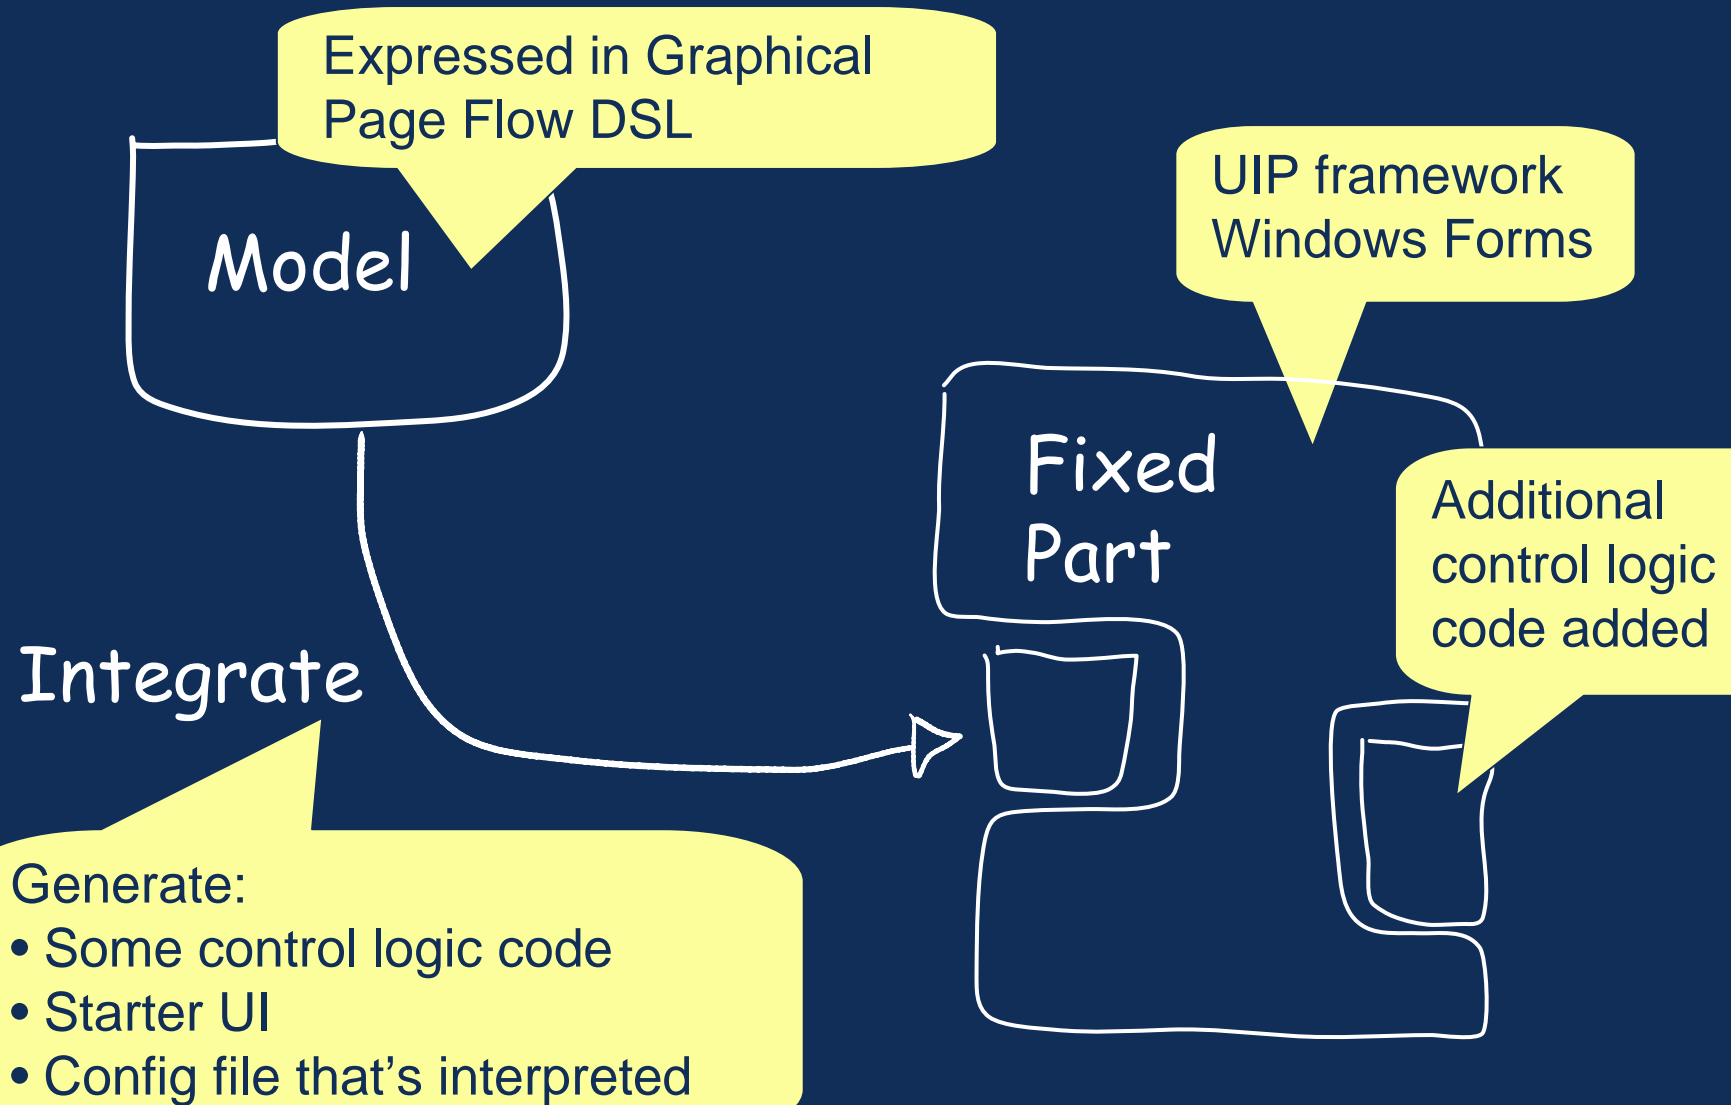 Expressed in Graphical
Page Flow DSL
Model
UIP framework
Windows Forms
Fixed
Part
Additional
control logic
code added
Integrate
Generate:
• Some control logic code
• Starter UI
• Config file that’s interpreted